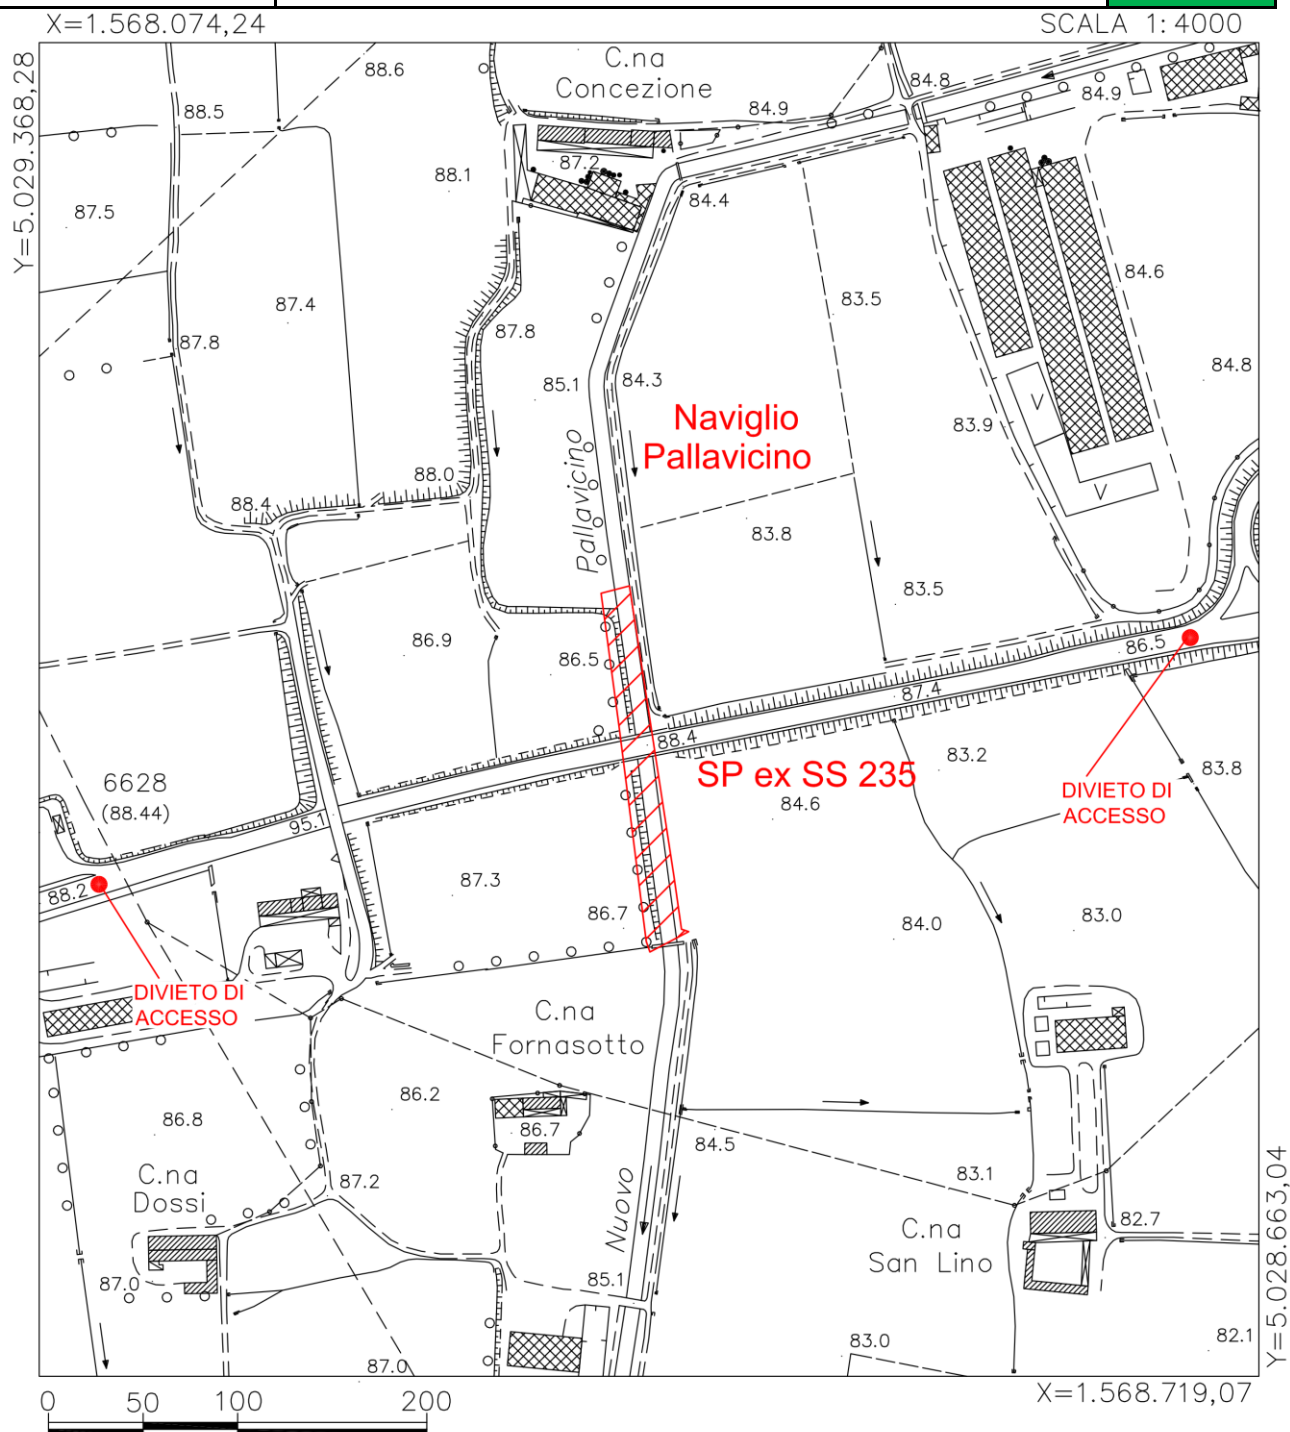 X=1.568.074,24
SCALA 1:4000
Y=5.029.368,28
88.6
C.na
Concezione
84.8
84.9
84.9
88.5
87.2
88.1
87.5
84.4
84.6
87.4
83.5
87.8
87.8
84.8
85.1
84.3
Naviglio
Pallavicino
83.9
Pallavicino
88.0
88.4
83.8
83.5
86.9
86.5
86.5
87.4
88.4
83.2
83.8
SP ex SS 235
6628
(88.44)
84.6
DIVIETO DI
ACCESSO
95.1
87.3
88.2
86.7
84.0
83.0
DIVIETO DI
ACCESSO
C.na
Fornasotto
86.2
86.8
86.7
84.5
83.1
C.na
Dossi
87.2
Nuovo
82.7
C.na
San Lino
87.0
85.1
83.0
82.1
87.0
Y=5.028.663,04
X=1.568.719,07
0 50 100 200